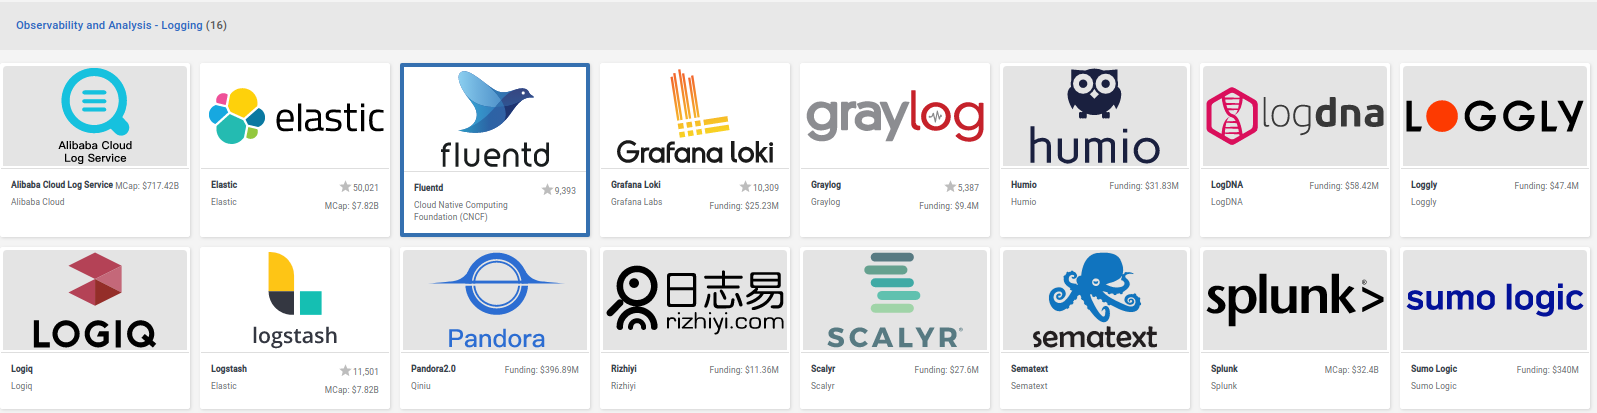 Observability and Analysis - Logging (16)
Alibaba Cloud
Log Service
Alibaba Cloud Log Service MCap: $717.42B
Alibaba Cloud
elastic
Elastic 50,021
Elastic MCap: $7.82B
fluentd
Fluentd 9,393
Cloud Native Computing
Foundation (CNCF)
Grafana loki
Grafana Loki 10,309
Grafana Labs Funding: $25.23M
graylog
Graylog 5,387
Graylog Funding: $9.4M
humio
Humio Funding: $31.83M
Humio
logdna
LogDNA Funding: $58.42M
LogDNA
LOGGLY
Loggly Funding: $47.4M
Loggly
LOGIQ
Logiq
Logiq
logstash
Logstash 11,501
Elastic MCap: $7.82B
Pandora
Pandora2.0 Funding: $396.89M
Qiniu
日志易
rizhiyi.com
Rizhiyi Funding: $11.36M
Rizhiyi
SCALYR®
Scalyr Funding: $27.6M
Scalyr
sematext
Sematext
Sematext
splunk>®
Splunk MCap: $32.4B
Splunk
sumo logic
Sumo Logic Funding: $340M
Sumo Logic